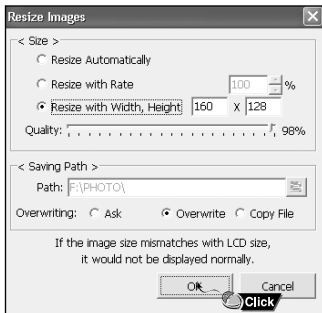 Resize Images
< Size >
Resize Automatically
Resize with Rate 100 %
Resize with Width, Height 160 X 128
Quality: 98%
< Saving Path >
Path: F:\PHOTO\
Overwriting: Ask Overwrite Copy File
If the image size mismatches with LCD size,
it would not be displayed normally.
OK Cancel
Click